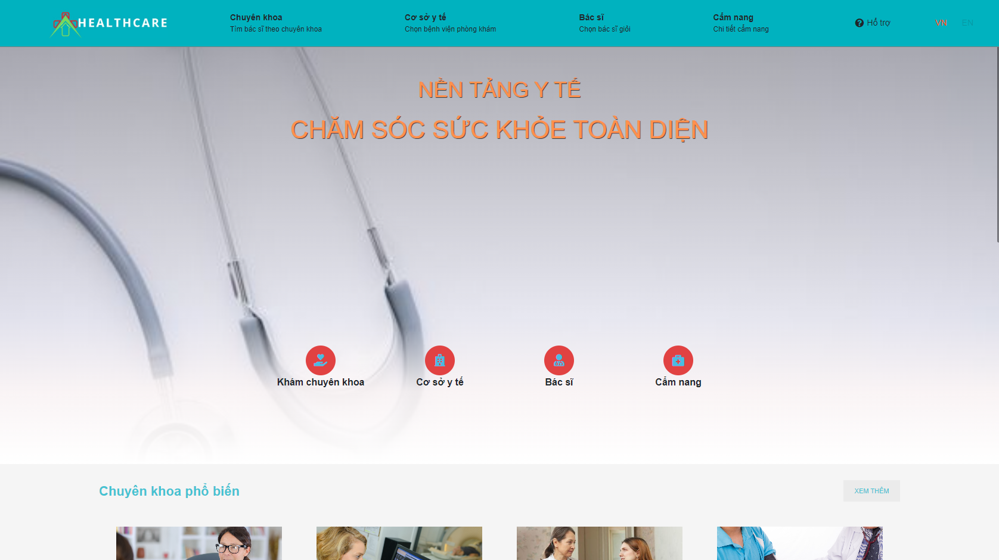 HEALTHCARE
Chuyên khoa
Tìm bác sĩ theo chuyên khoa
Cơ sở y tế
Chọn bệnh viện phòng khám
Bác sĩ
Chọn bác sĩ giỏi
Cẩm nang
Chi tiết cẩm nang
Hỗ trợ
VN
EN
NỀN TẢNG Y TẾ
CHĂM SÓC SỨC KHỎE TOÀN DIỆN
Khám chuyên khoa
Cơ sở y tế
Bác sĩ
Cẩm nang
Chuyên khoa phổ biến
XEM THÊM